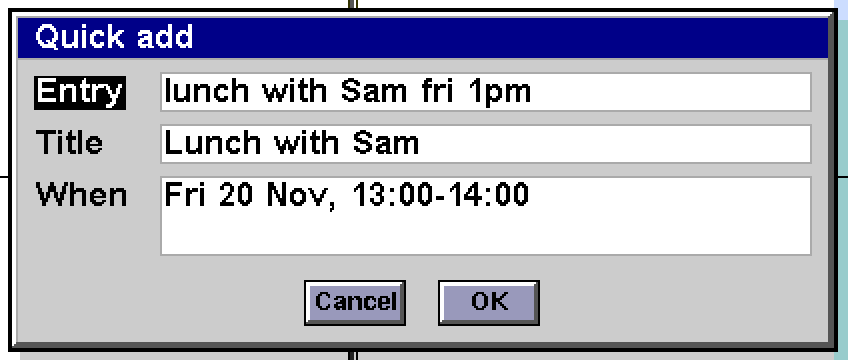 Quick add
Entry lunch with Sam fri 1pm
Title Lunch with Sam
When Fri 20 Nov, 13:00-14:00
Cancel OK